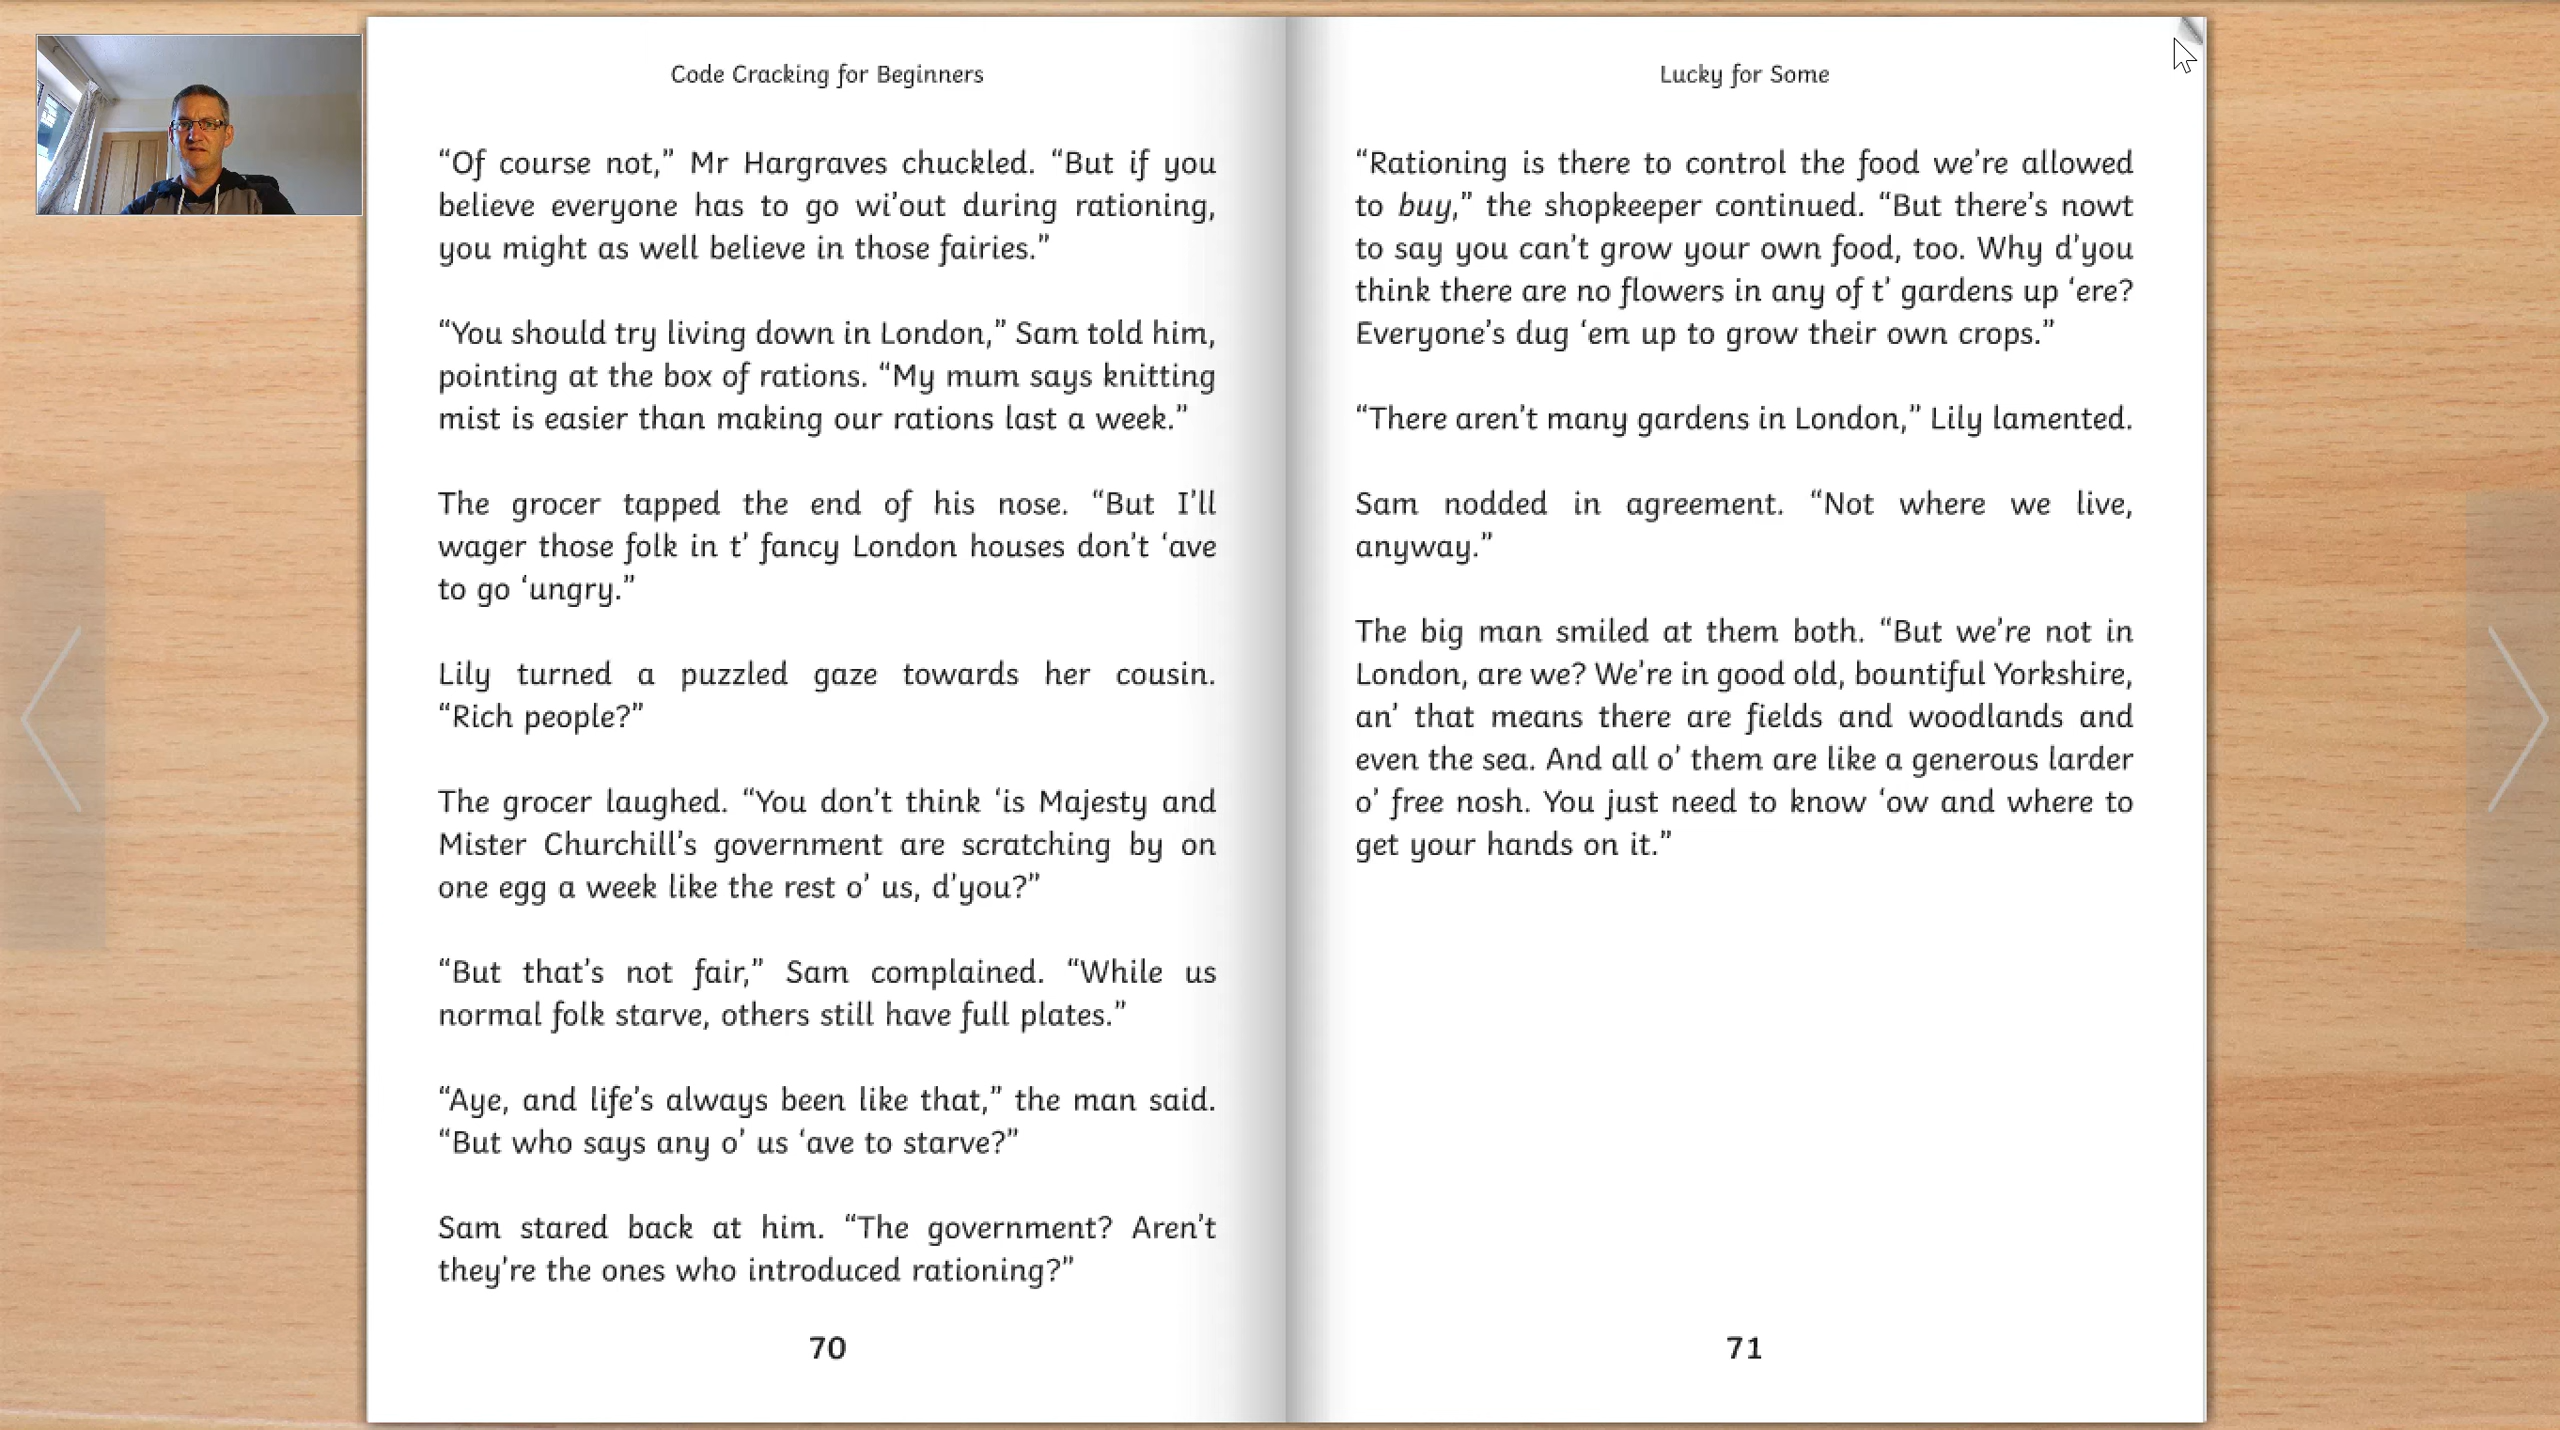 Code Cracking for Beginners
“Of course not,” Mr Hargraves chuckled. “But if you
believe everyone has to go wi’out during rationing,
you might as well believe in those fairies.”
“You should try living down in London,” Sam told him,
pointing at the box of rations. “My mum says knitting
mist is easier than making our rations last a week.”
The grocer tapped the end of his nose. “But I’ll
wager those folk in t’ fancy London houses don’t ‘ave
to go ‘ungry.”
Lily turned a puzzled gaze towards her cousin.
“Rich people?”
The grocer laughed. “You don’t think ‘is Majesty and
Mister Churchill’s government are scratching by on
one egg a week like the rest o’ us, d’you?”
“But that’s not fair,” Sam complained. “While us
normal folk starve, others still have full plates.”
“Aye, and life’s always been like that,” the man said.
“But who says any o’ us ‘ave to starve?”
Sam stared back at him. “The government? Aren’t
they’re the ones who introduced rationing?”
70
Lucky for Some
“Rationing is there to control the food we’re allowed
to buy,” the shopkeeper continued. “But there’s nowt
to say you can’t grow your own food, too. Why d’you
think there are no flowers in any of t’ gardens up ‘ere?
Everyone’s dug ‘em up to grow their own crops.”
“There aren’t many gardens in London,” Lily lamented.
Sam nodded in agreement. “Not where we live,
anyway.”
The big man smiled at them both. “But we’re not in
London, are we? We’re in good old, bountiful Yorkshire,
an’ that means there are fields and woodlands and
even the sea. And all o’ them are like a generous larder
o’ free nosh. You just need to know ‘ow and where to
get your hands on it.”
71